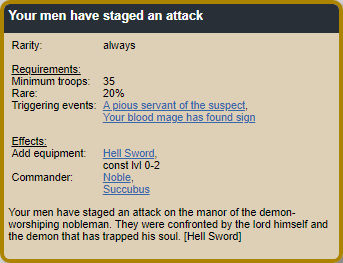 Your men have staged an attack
Rarity: always
Requirements:
Minimum troops: 35
Rare: 20%
Triggering events: A pious servant of the suspect,
Your blood mage has found sign
Effects:
Add equipment: Hell Sword,
const lvl 0-2
Commander: Noble,
Succubus
Your men have staged an attack on the manor of the demon-
worshiping nobleman. They were confronted by the lord himself and
the demon that has trapped his soul. [Hell Sword]